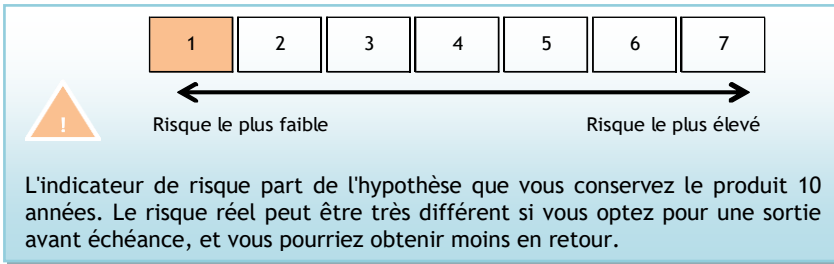 1 2 3 4 5 6 7
Risque le plus faible Risque le plus élevé
!
L'indicateur de risque part de l'hypothèse que vous conservez le produit 10
années. Le risque réel peut être très différent si vous optez pour une sortie
avant échéance, et vous pourriez obtenir moins en retour.